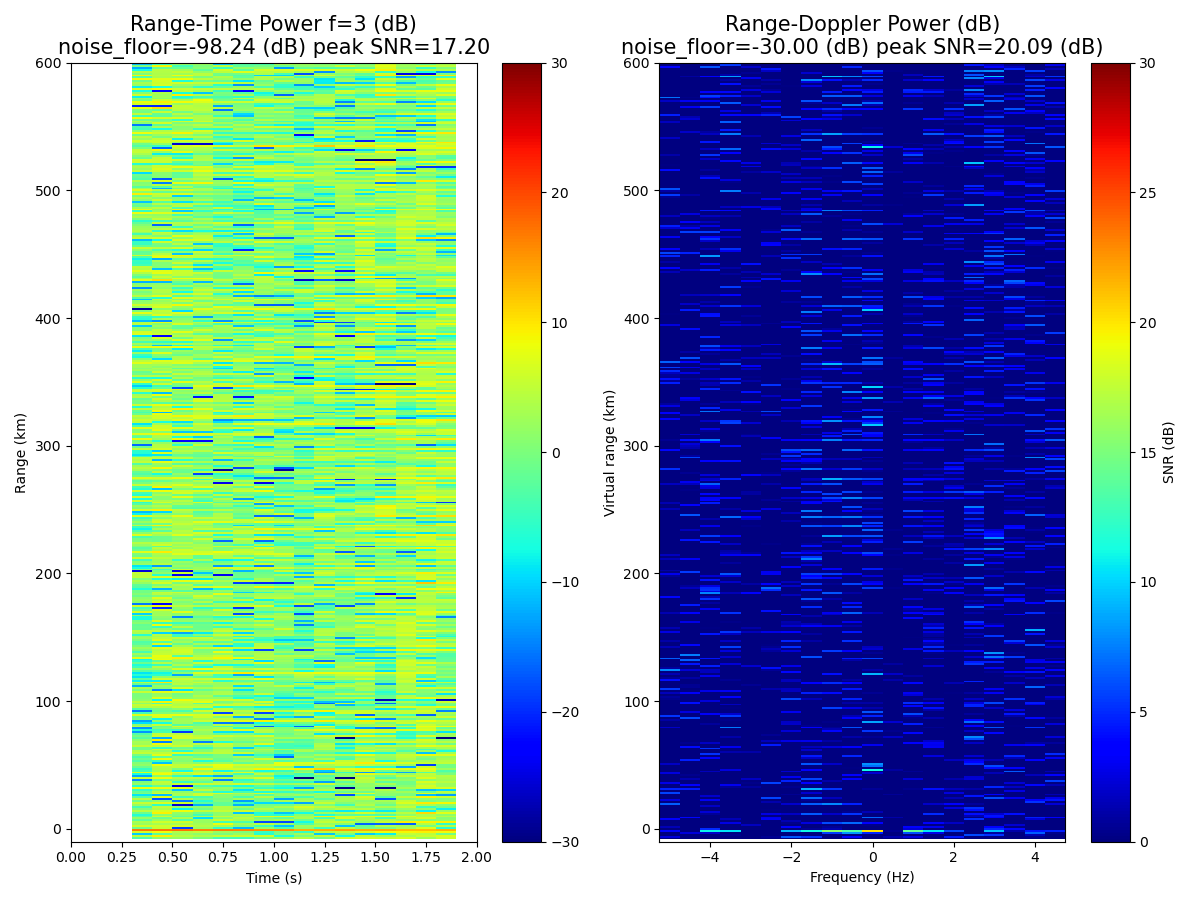 Range-Time Power f=3 (dB)
noise_floor=-98.24 (dB) peak SNR=17.20
600
500
400
300
200
100
0
Range (km)
0.00 0.25 0.50 0.75 1.00 1.25 1.50 1.75 2.00
Time (s)
30
20
10
0
−10
−20
−30
Range-Doppler Power (dB)
noise_floor=-30.00 (dB) peak SNR=20.09 (dB)
600
500
400
300
200
100
0
Virtual range (km)
−4 −2 0 2 4
Frequency (Hz)
30
25
20
15
10
5
0
SNR (dB)